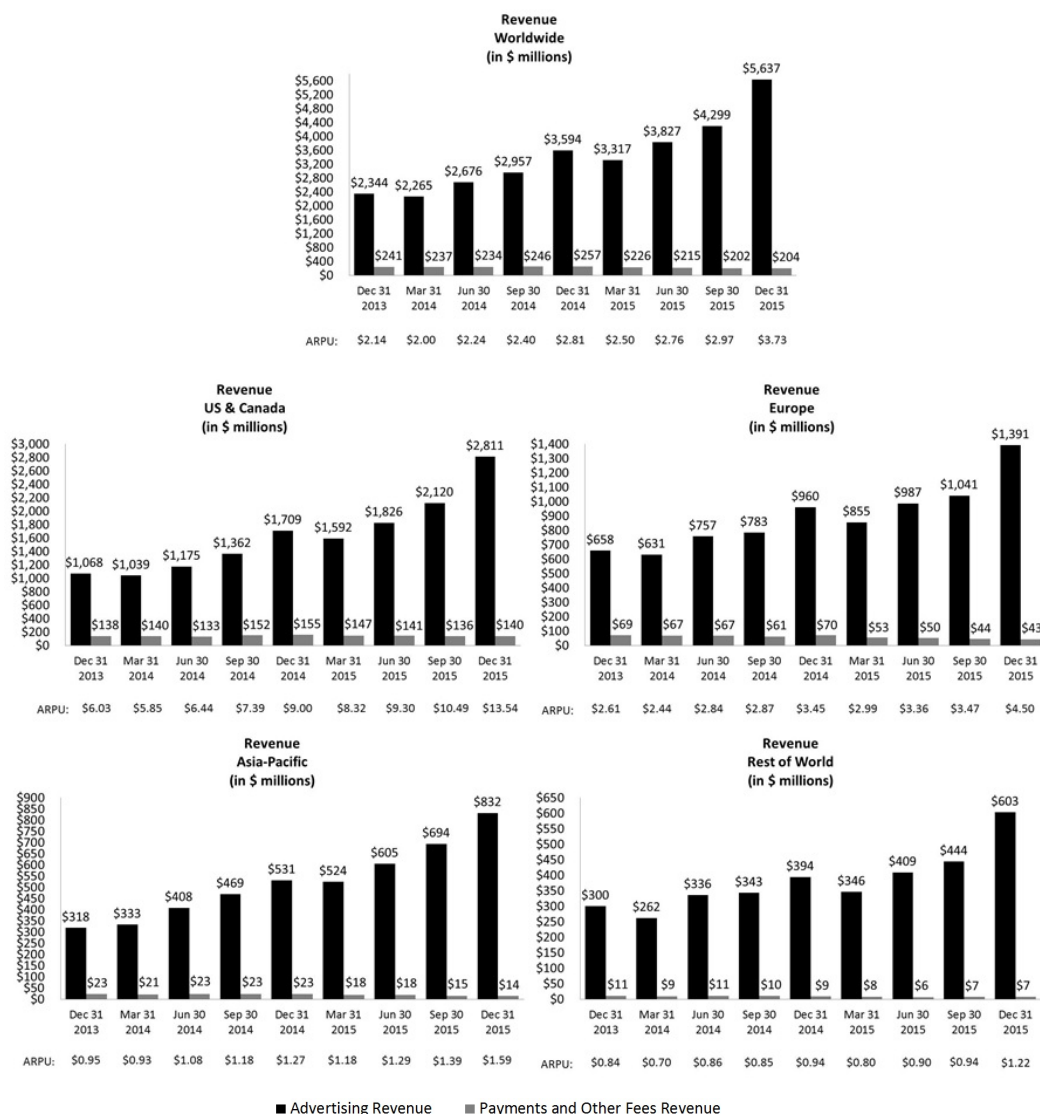 Revenue
Worldwide
(in $ millions)
$5,600
$5,200
$4,800
$4,400
$4,000
$3,600
$3,200
$2,800
$2,400
$2,000
$1,600
$1,200
$800
$400
$0
$2,344 $2,265 $2,676 $2,957 $3,594 $3,317 $3,827 $4,299 $5,637
$241 $237 $234 $246 $257 $226 $215 $202 $204
Dec 31 Mar 31 Jun 30 Sep 30 Dec 31 Mar 31 Jun 30 Sep 30 Dec 31
2013 2014 2014 2014 2014 2015 2015 2015 2015
ARPU: $2.14 $2.00 $2.24 $2.40 $2.81 $2.50 $2.76 $2.97 $3.73
Revenue
US & Canada
(in $ millions)
$3,000
$2,800
$2,600
$2,400
$2,200
$2,000
$1,800
$1,600
$1,400
$1,200
$1,000
$800
$600
$400
$200
$0
$1,068 $1,039 $1,175 $1,362 $1,709 $1,592 $1,826 $2,120 $2,811
$138 $140 $133 $152 $155 $147 $141 $136 $140
Dec 31 Mar 31 Jun 30 Sep 30 Dec 31 Mar 31 Jun 30 Sep 30 Dec 31
2013 2014 2014 2014 2014 2015 2015 2015 2015
ARPU: $6.03 $5.85 $6.44 $7.39 $9.00 $8.32 $9.30 $10.49 $13.54
Revenue
Europe
(in $ millions)
$1,400
$1,300
$1,200
$1,100
$1,000
$900
$800
$700
$600
$500
$400
$300
$200
$100
$0
$658 $631 $757 $783 $960 $855 $987 $1,041 $1,391
$69 $67 $67 $61 $70 $53 $50 $44 $43
Dec 31 Mar 31 Jun 30 Sep 30 Dec 31 Mar 31 Jun 30 Sep 30 Dec 31
2013 2014 2014 2014 2014 2015 2015 2015 2015
ARPU: $2.61 $2.44 $2.84 $2.87 $3.45 $2.99 $3.36 $3.47 $4.50
Revenue
Asia-Pacific
(in $ millions)
$900
$850
$800
$750
$700
$650
$600
$550
$500
$450
$400
$350
$300
$250
$200
$150
$100
$50
$0
$318 $333 $408 $469 $531 $524 $605 $694 $832
$23 $21 $23 $23 $23 $18 $18 $15 $14
Dec 31 Mar 31 Jun 30 Sep 30 Dec 31 Mar 31 Jun 30 Sep 30 Dec 31
2013 2014 2014 2014 2014 2015 2015 2015 2015
ARPU: $0.95 $0.93 $1.08 $1.18 $1.27 $1.18 $1.29 $1.39 $1.59
Revenue
Rest of World
(in $ millions)
$650
$600
$550
$500
$450
$400
$350
$300
$250
$200
$150
$100
$50
$0
$300 $262 $336 $343 $394 $346 $409 $444 $603
$11 $9 $11 $10 $9 $8 $6 $7 $7
Dec 31 Mar 31 Jun 30 Sep 30 Dec 31 Mar 31 Jun 30 Sep 30 Dec 31
2013 2014 2014 2014 2014 2015 2015 2015 2015
ARPU: $0.84 $0.70 $0.86 $0.85 $0.94 $0.80 $0.90 $0.94 $1.22
Advertising Revenue Payments and Other Fees Revenue